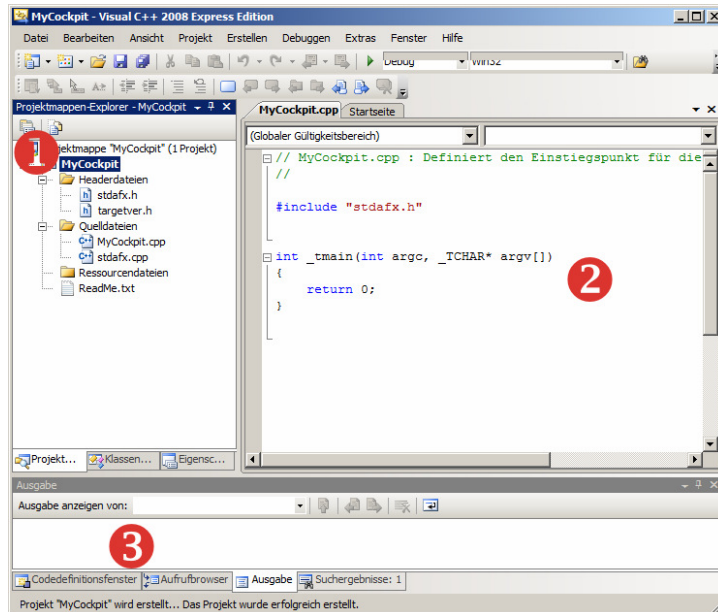 MyCockpit - Visual C++ 2008 Express Edition
Datei Bearbeiten Ansicht Projekt Erstellen Debuggen Extras Fenster Hilfe
Debug Win32
Projektmappen-Explorer - MyCockpit
MyCockpit.cpp Startseite
(Globaler Gültigkeitsbereich)
1
ektmappe "MyCockpit" (1 Projekt)
MyCockpit
Headerdateien
stdafx.h
targetver.h
Quelldateien
MyCockpit.cpp
stdafx.cpp
Ressourcendateien
ReadMe.txt
// MyCockpit.cpp : Definiert den Einstiegspunkt für die
//
#include "stdafx.h"
int _tmain(int argc, _TCHAR* argv[])
{
return 0;
}
2
Projekt... Klassen... Eigensc...
Ausgabe
Ausgabe anzeigen von:
3
Codedefinitionsfenster Aufrufbrowser Ausgabe Suchergebnisse: 1
Projekt "MyCockpit" wird erstellt... Das Projekt wurde erfolgreich erstellt.